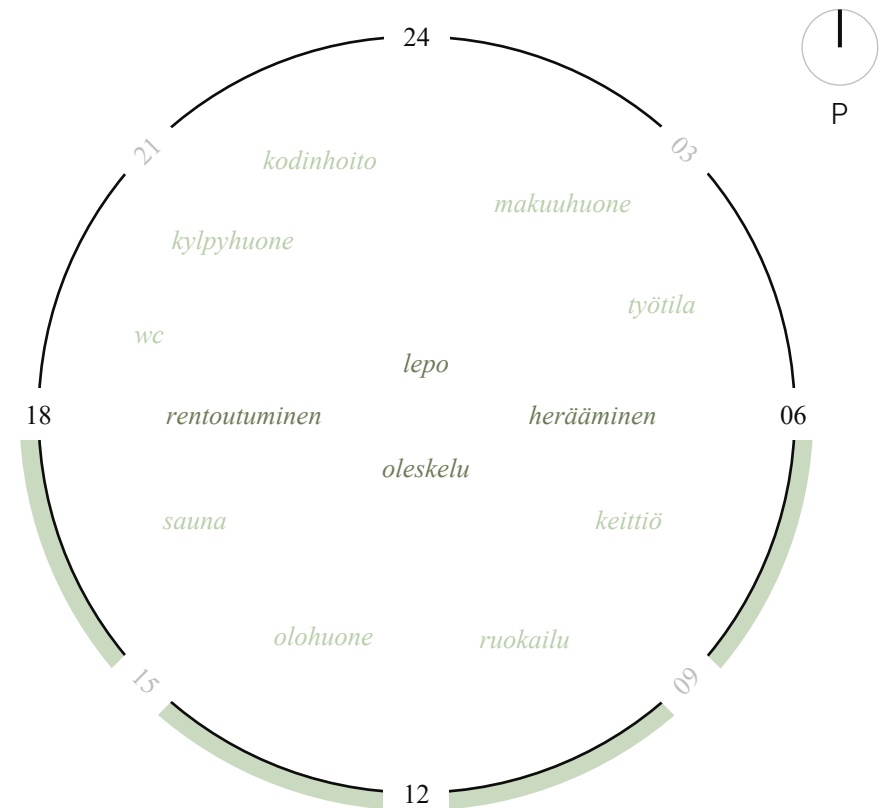 24
P
21
03
kodinhoito
makuuhuone
kylpyhuone
työtila
wc
lepo
18
rentoutuminen
herääminen
06
oleskelu
sauna
keittiö
olohuone
ruokailu
15
09
12